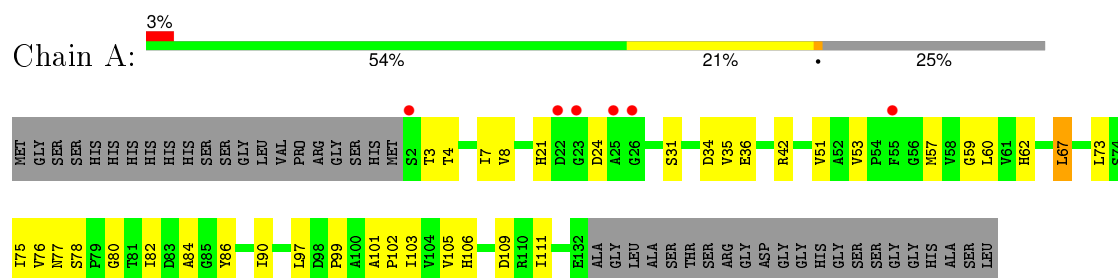 3%
Chain A:
54% 21% • 25%
MET GLY SER SER HIS HIS HIS HIS HIS HIS SER SER GLY LEU VAL PRO ARG GLY SER HIS MET S2 T3 T4 I7 V8 H21 D22 G23 D24 A25 G26 S31 D34 V35 E36 R42 V51 A52 V53 P54 F55 G56 M57 V58 G59 L60 V61 H62 L67 L73 S74
I75 V76 N77 S78 P79 G80 T81 I82 D83 A84 G85 Y86 I90 L97 D98 P99 A100 A101 P102 I103 V104 V105 H106 D109 R110 I111 E132 ALA GLY LEU ALA SER THR SER ARG GLY ASP GLY GLY GLY HIS GLY SER SER GLY GLY HIS ALA SER LEU